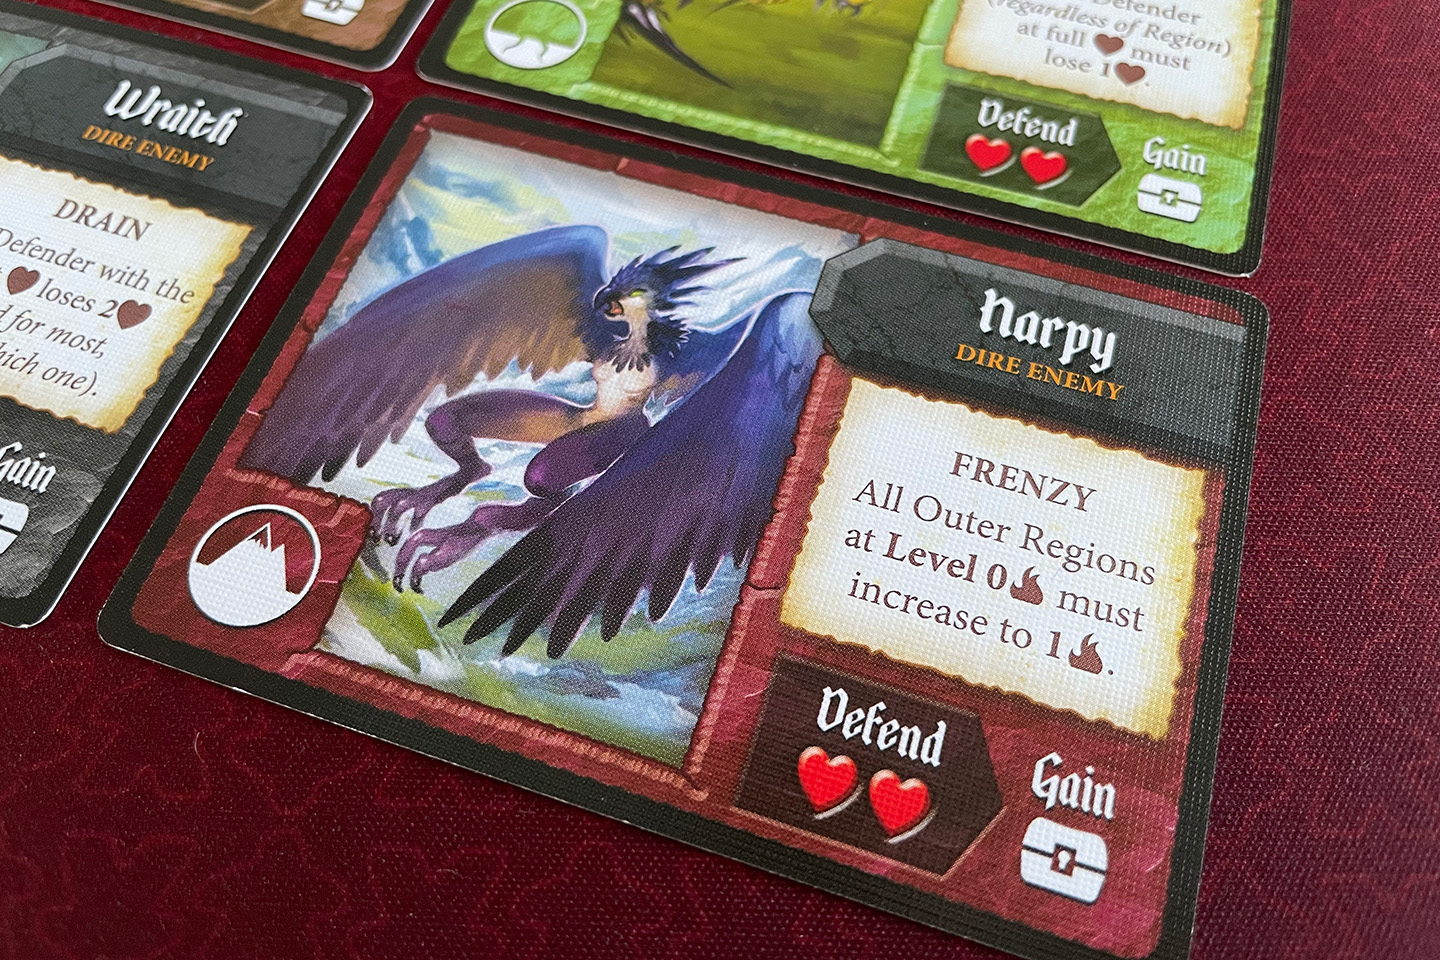 Defender
(regardless of Region)
at full ❤ must
lose 1❤.
Defend
Gain
Wraith
DIRE ENEMY
DRAIN
Defender with the
❤ loses 2❤
for most,
one).
Gain
Harpy
DIRE ENEMY
FRENZY
All Outer Regions
at Level 0🔥 must
increase to 1🔥.
Defend
Gain